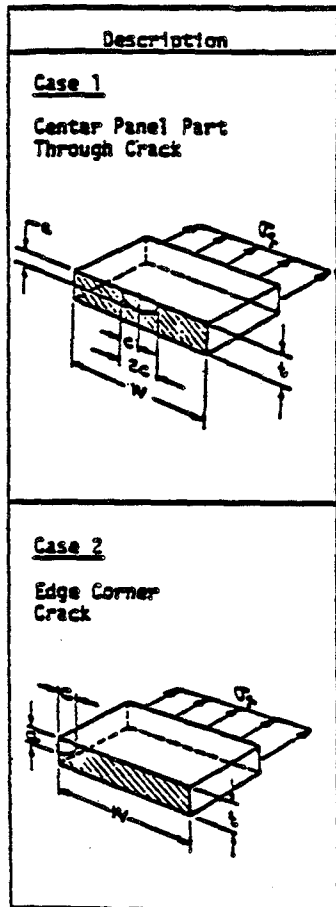 Description
Case 1
Center Panel Part
Through Crack
a
σ
t
c
2c
W
Case 2
Edge Corner
Crack
c
σ
a
W
t